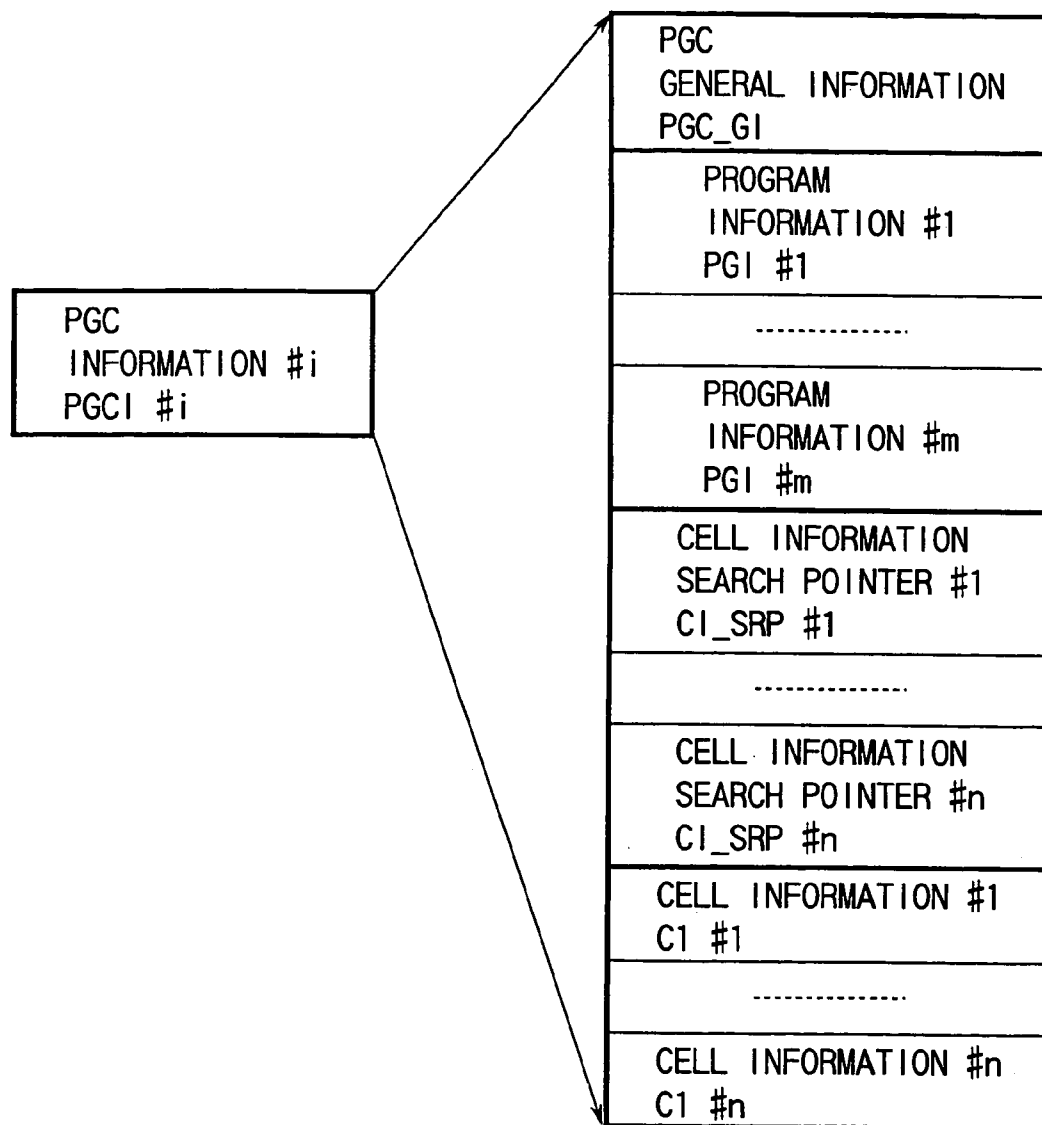 PGC
INFORMATION #i
PGCI #i
PGC
GENERAL INFORMATION
PGC_GI
PROGRAM
INFORMATION #1
PGI #1
PROGRAM
INFORMATION #m
PGI #m
CELL INFORMATION
SEARCH POINTER #1
CI_SRP #1
CELL INFORMATION
SEARCH POINTER #n
CI_SRP #n
CELL INFORMATION #1
C1 #1
CELL INFORMATION #n
C1 #n